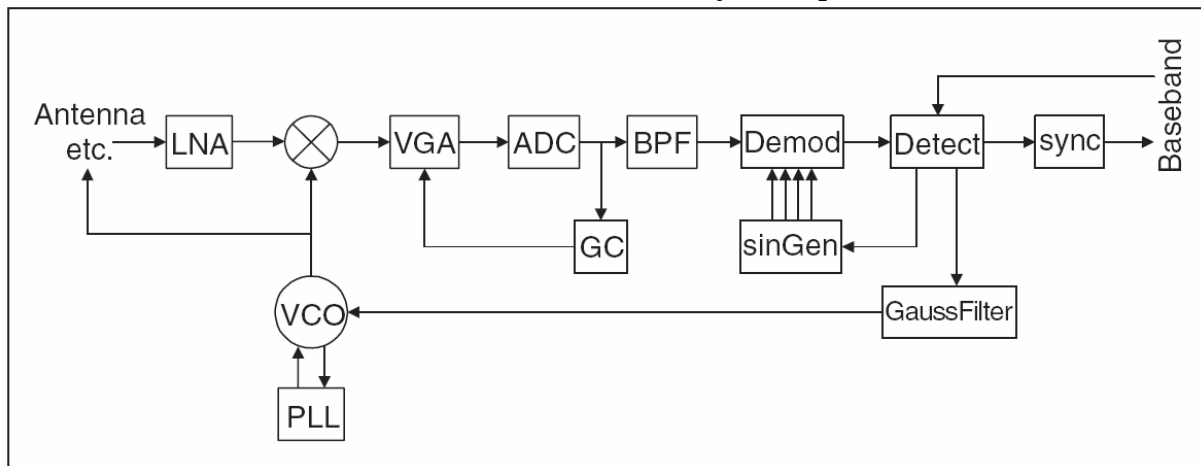 Antenna
etc.
LNA
VGA
ADC
BPF
Demod
Detect
sync
Baseband
GC
sinGen
VCO
GaussFilter
PLL